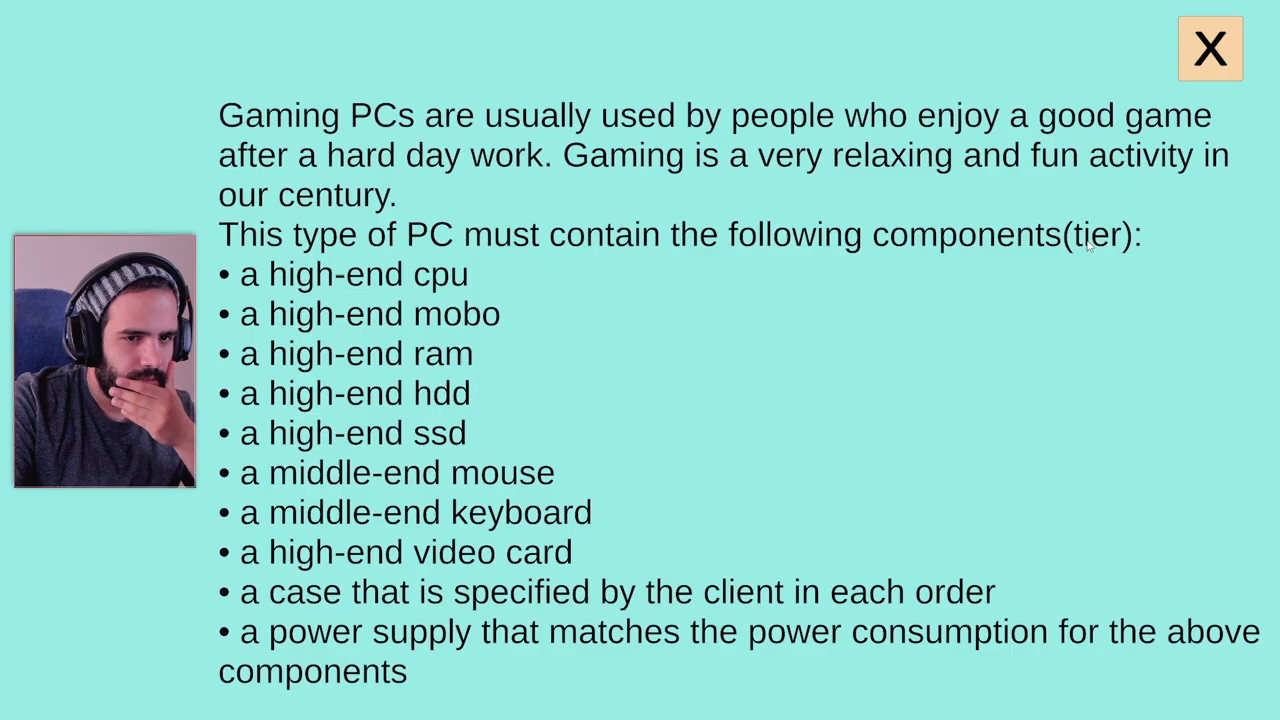 X
Gaming PCs are usually used by people who enjoy a good game
after a hard day work. Gaming is a very relaxing and fun activity in
our century.
This type of PC must contain the following components(tier):
• a high-end cpu
• a high-end mobo
• a high-end ram
• a high-end hdd
• a high-end ssd
• a middle-end mouse
• a middle-end keyboard
• a high-end video card
• a case that is specified by the client in each order
• a power supply that matches the power consumption for the above
components